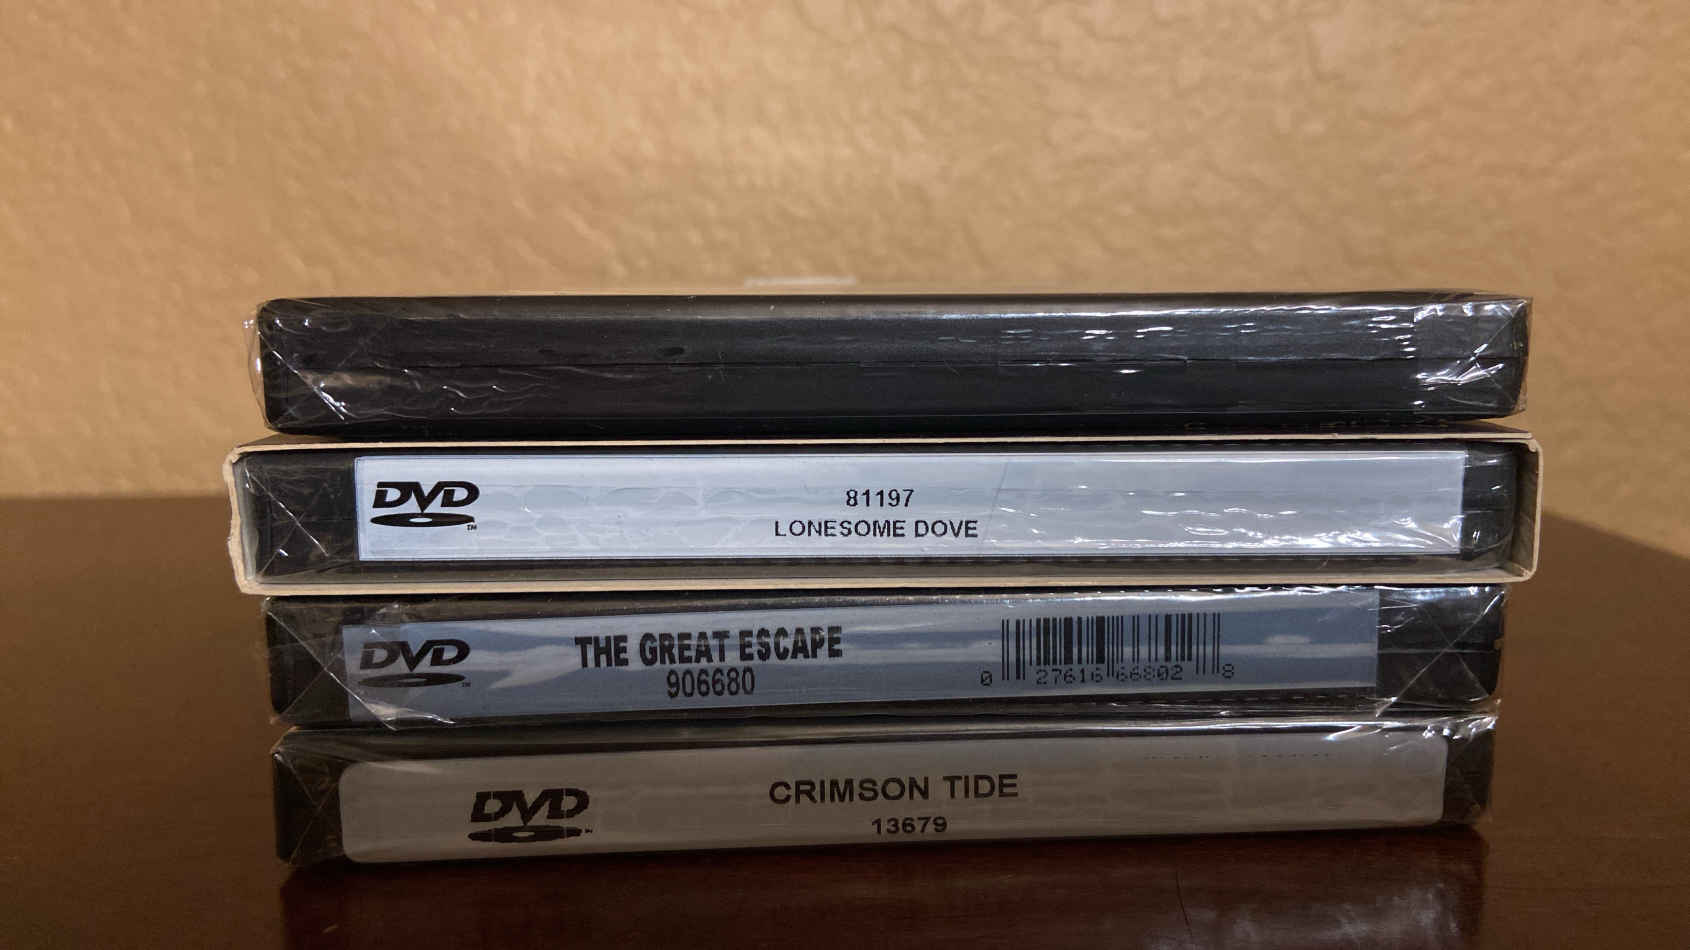 DVD
81197
LONESOME DOVE
DVD
THE GREAT ESCAPE
906680
0 27616 66802 8
DVD
CRIMSON TIDE
13679